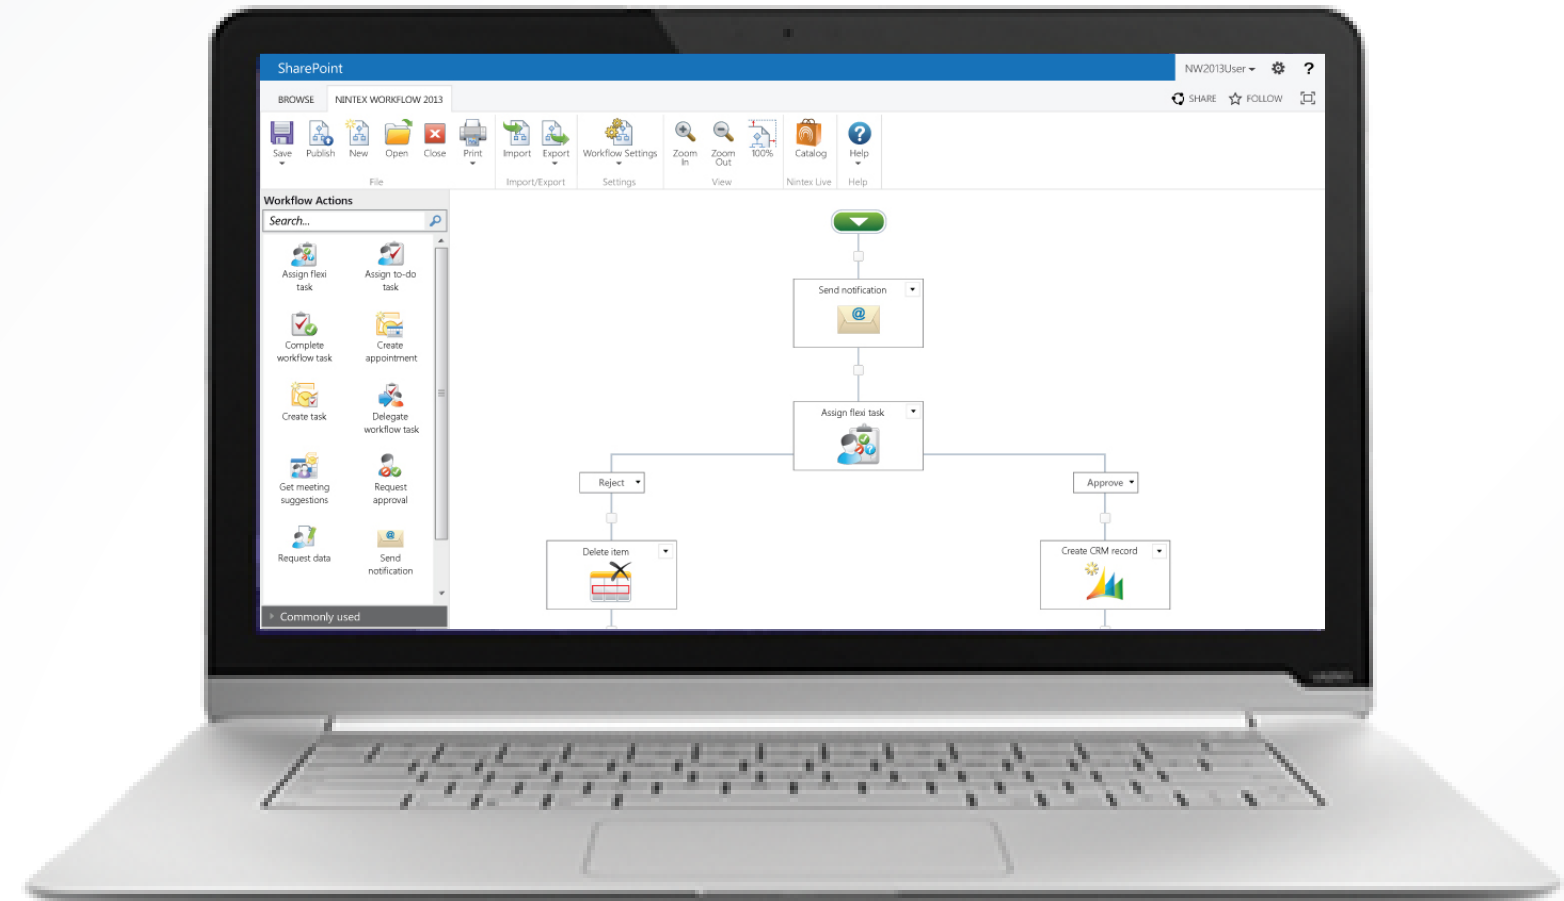 SharePoint
NW2013User
?
BROWSE
NINTEX WORKFLOW 2013
SHARE
FOLLOW
Save
Publish
New
Open
Close
Print
Import
Export
Workflow Settings
Zoom
In
Zoom
Out
100%
Catalog
Help
File
Import/Export
Settings
View
Nintex Live
Help
Workflow Actions
Search...
Assign flexi
task
Assign to-do
task
Complete
workflow task
Create
appointment
Create task
Delegate
workflow task
Get meeting
suggestions
Request
approval
Request data
Send
notification
Commonly used
Send notification
@
Assign flexi task
Reject
Approve
Delete item
Create CRM record